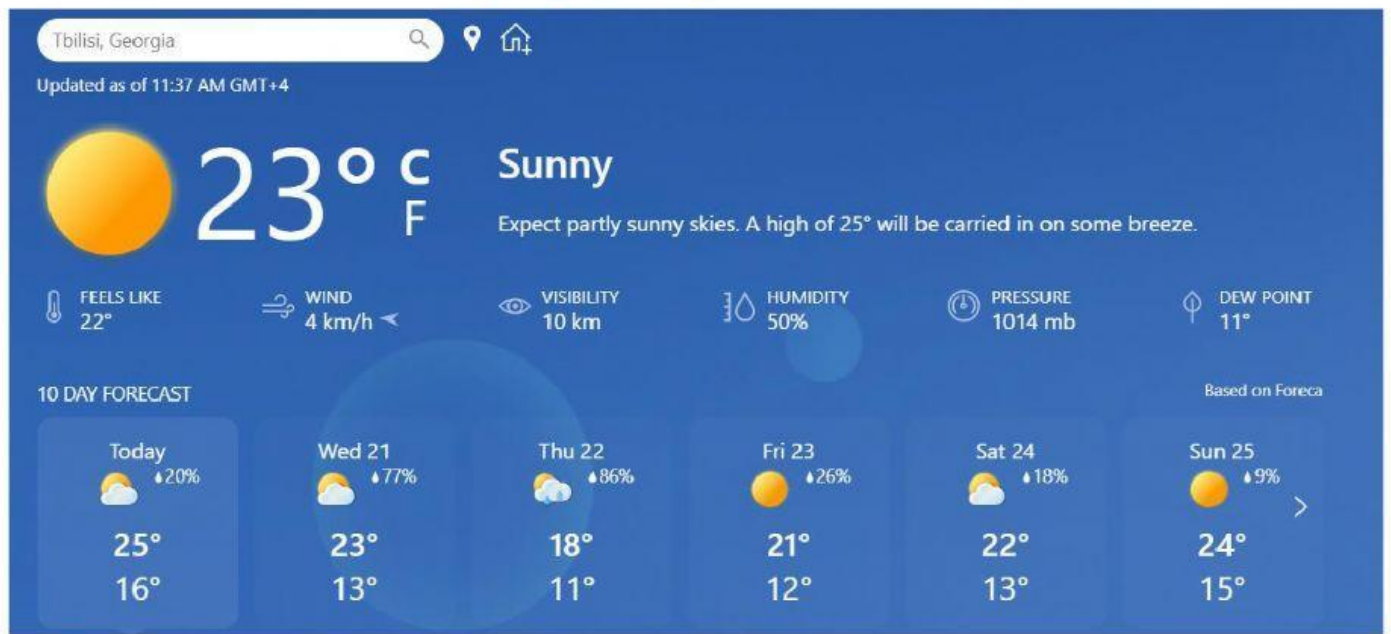 Tbilisi, Georgia
Updated as of 11:37 AM GMT+4
23° C
F
Sunny
Expect partly sunny skies. A high of 25° will be carried in on some breeze.
FEELS LIKE
22°
WIND
4 km/h
VISIBILITY
10 km
HUMIDITY
50%
PRESSURE
1014 mb
DEW POINT
11°
10 DAY FORECAST
Based on Foreca
Today
20%
25°
16°
Wed 21
77%
23°
13°
Thu 22
86%
18°
11°
Fri 23
26%
21°
12°
Sat 24
18%
22°
13°
Sun 25
9%
24°
15°